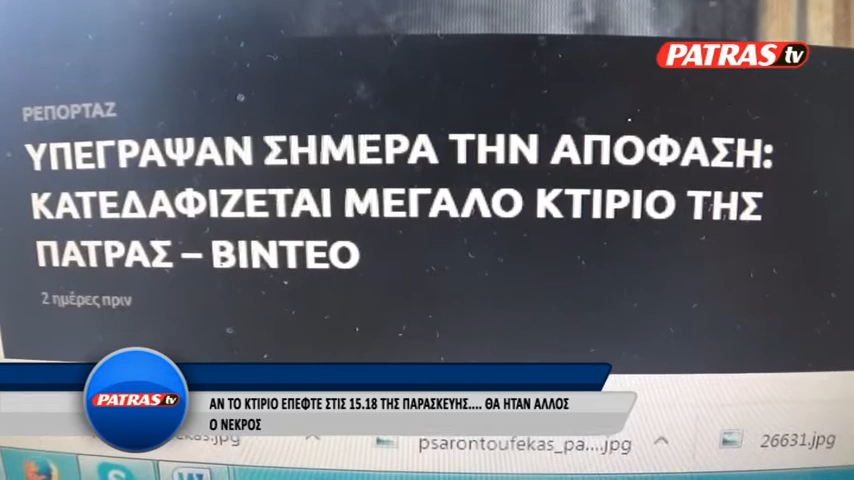 PATRAS tv
ΡΕΠΟΡΤΑΖ
ΥΠΕΓΡΑΨΑΝ ΣΗΜΕΡΑ ΤΗΝ ΑΠΟΦΑΣΗ:
ΚΑΤΕΔΑΦΙΖΕΤΑΙ ΜΕΓΑΛΟ ΚΤΙΡΙΟ ΤΗΣ
ΠΑΤΡΑΣ – ΒΙΝΤΕΟ
2 ημέρες πριν
PATRAS tv
ΑΝ ΤΟ ΚΤΙΡΙΟ ΕΠΕΦΤΕ ΣΤΙΣ 15.18 ΤΗΣ ΠΑΡΑΣΚΕΥΗΣ.... ΘΑ ΗΤΑΝ ΑΛΛΟΣ
Ο ΝΕΚΡΟΣ
psarontoufekas_pa....jpg
26631.jpg